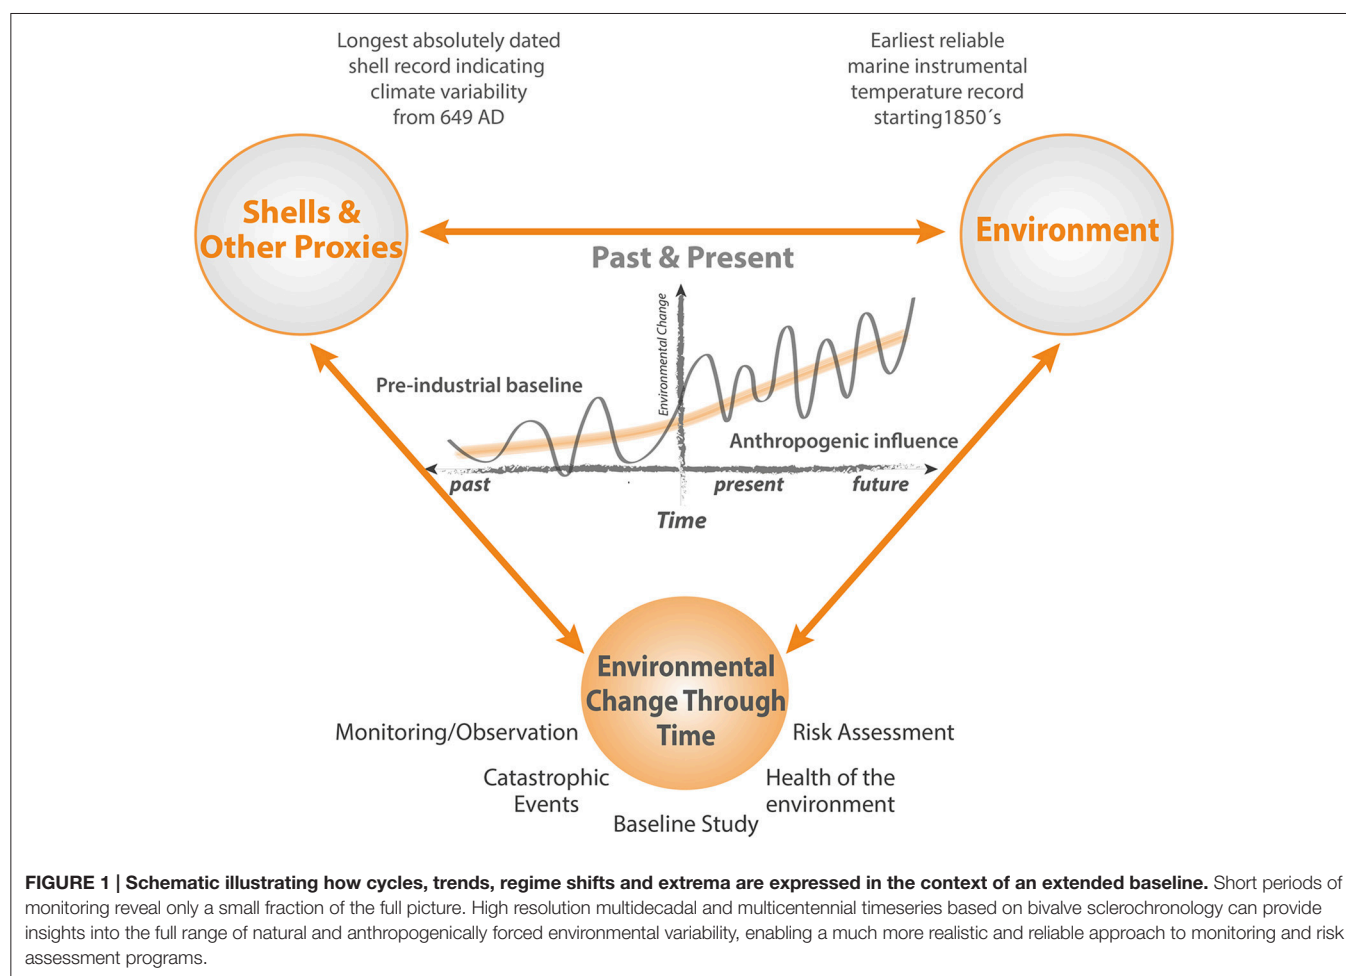 Longest absolutely dated
shell record indicating
climate variability
from 649 AD
Earliest reliable
marine instrumental
temperature record
starting1850´s
Shells &
Other Proxies
Environment
Past & Present
Environmental Change
Pre-industrial baseline
Anthropogenic influence
past
present
future
Time
Environmental
Change Through
Time
Monitoring/Observation
Risk Assessment
Catastrophic
Events
Health of the
environment
Baseline Study
FIGURE 1 | Schematic illustrating how cycles, trends, regime shifts and extrema are expressed in the context of an extended baseline. Short periods of
monitoring reveal only a small fraction of the full picture. High resolution multidecadal and multicentennial timeseries based on bivalve sclerochronology can provide
insights into the full range of natural and anthropogenically forced environmental variability, enabling a much more realistic and reliable approach to monitoring and risk
assessment programs.